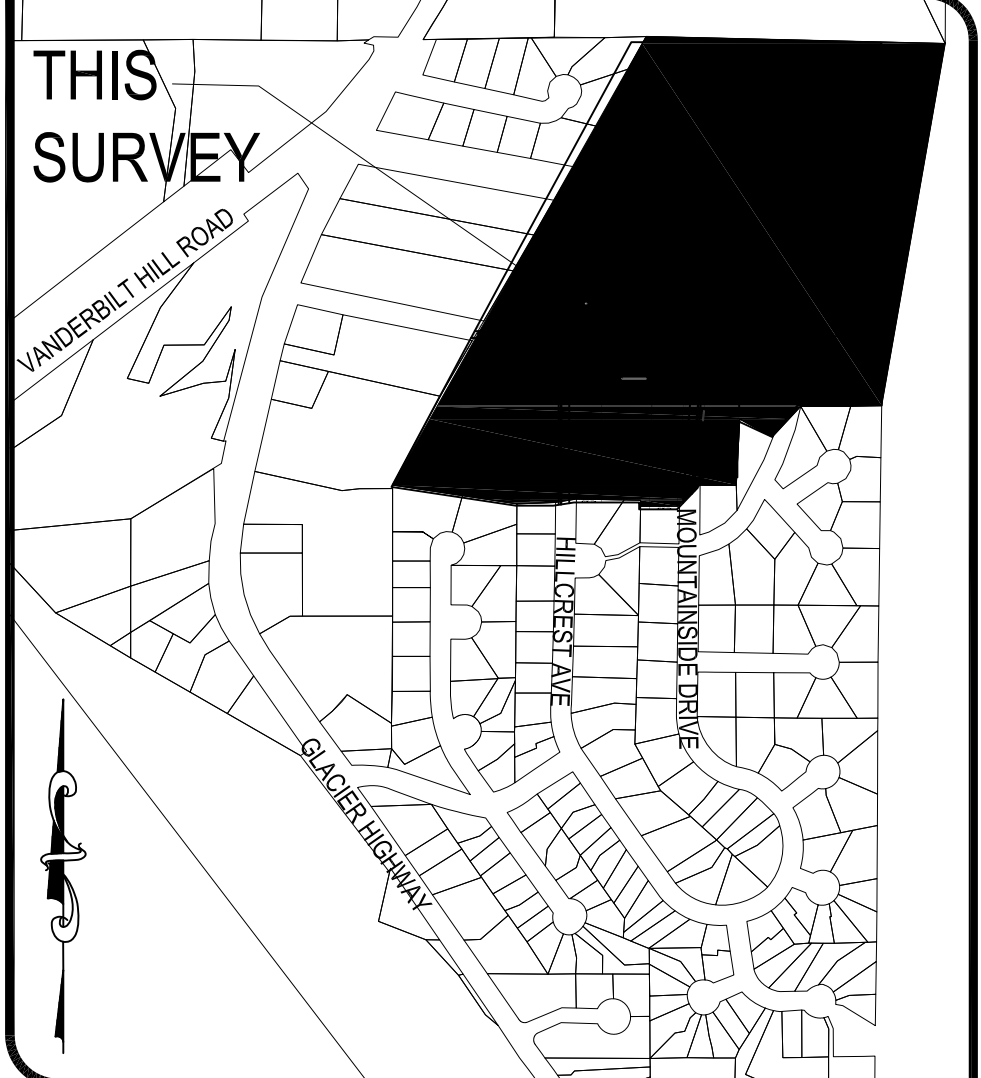 THIS
SURVEY
VANDERBILT HILL ROAD
HILLCREST AVE
MOUNTAINSIDE DRIVE
GLACIER HIGHWAY